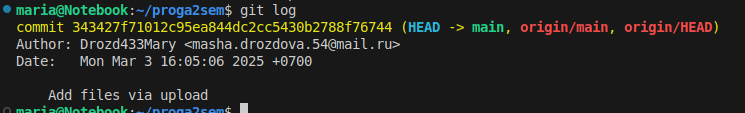 maria@Notebook:~/proga2sem$ git log
commit 343427f71012c95ea844dc2cc5430b2788f76744 (HEAD -> main, origin/main, origin/HEAD)
Author: Drozd433Mary <masha.drozdova.54@mail.ru>
Date:   Mon Mar 3 16:05:06 2025 +0700

    Add files via upload
maria@Notebook:~/proga2sem$